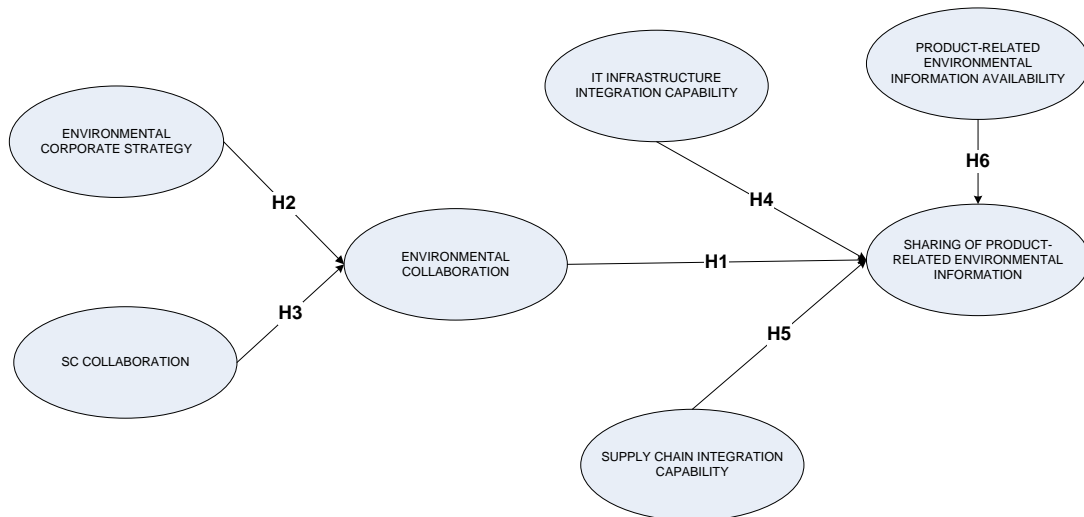 PRODUCT-RELATED
ENVIRONMENTAL
INFORMATION AVAILABILITY
IT INFRASTRUCTURE
INTEGRATION CAPABILITY
ENVIRONMENTAL
CORPORATE STRATEGY
H6
H4
H2
SHARING OF PRODUCT-
RELATED ENVIRONMENTAL
INFORMATION
ENVIRONMENTAL
COLLABORATION
H1
H3
H5
SC COLLABORATION
SUPPLY CHAIN INTEGRATION
CAPABILITY